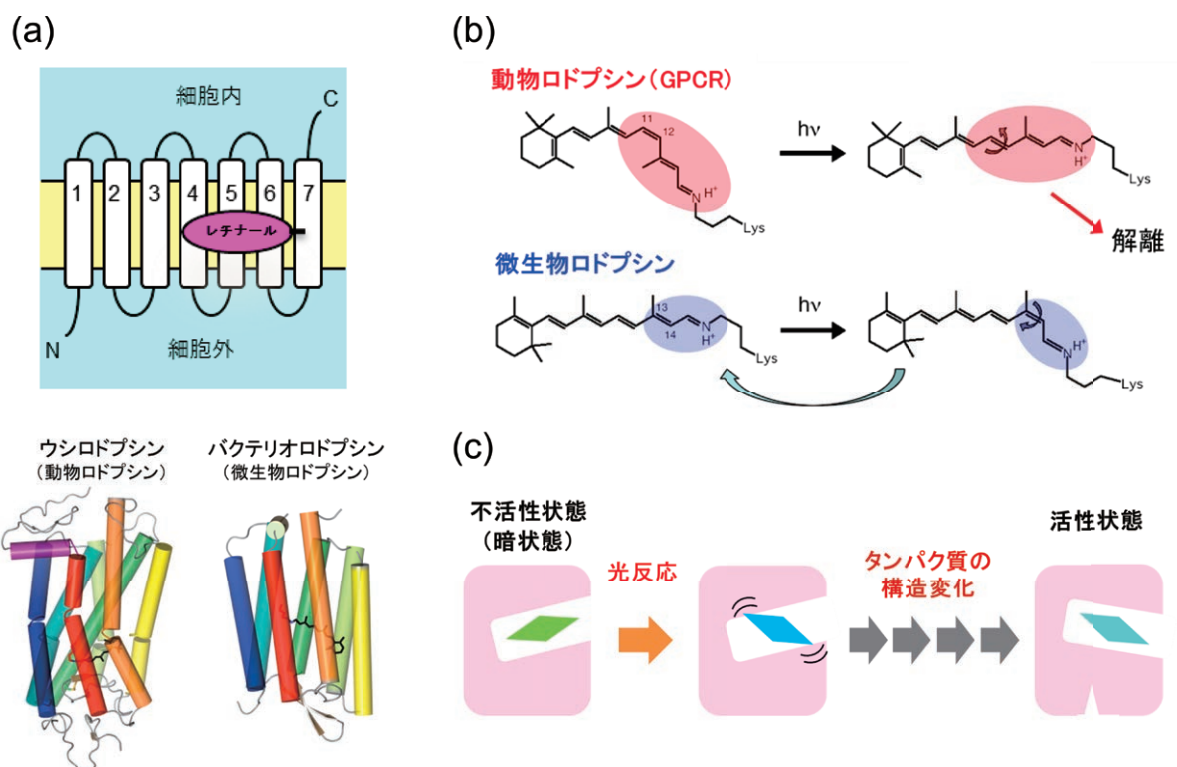 (a)
細胞内
C
1
2
3
4
5
6
7
レチナール
N
細胞外
ウシロドプシン
(動物ロドプシン)
バクテリオロドプシン
(微生物ロドプシン)
(b)
動物ロドプシン(GPCR)
11
12
N
H+
Lys
hν
N
H+
Lys
解離
微生物ロドプシン
13
14
N
H+
Lys
hν
N
H+
Lys
(c)
不活性状態
(暗状態)
光反応
タンパク質の
構造変化
活性状態